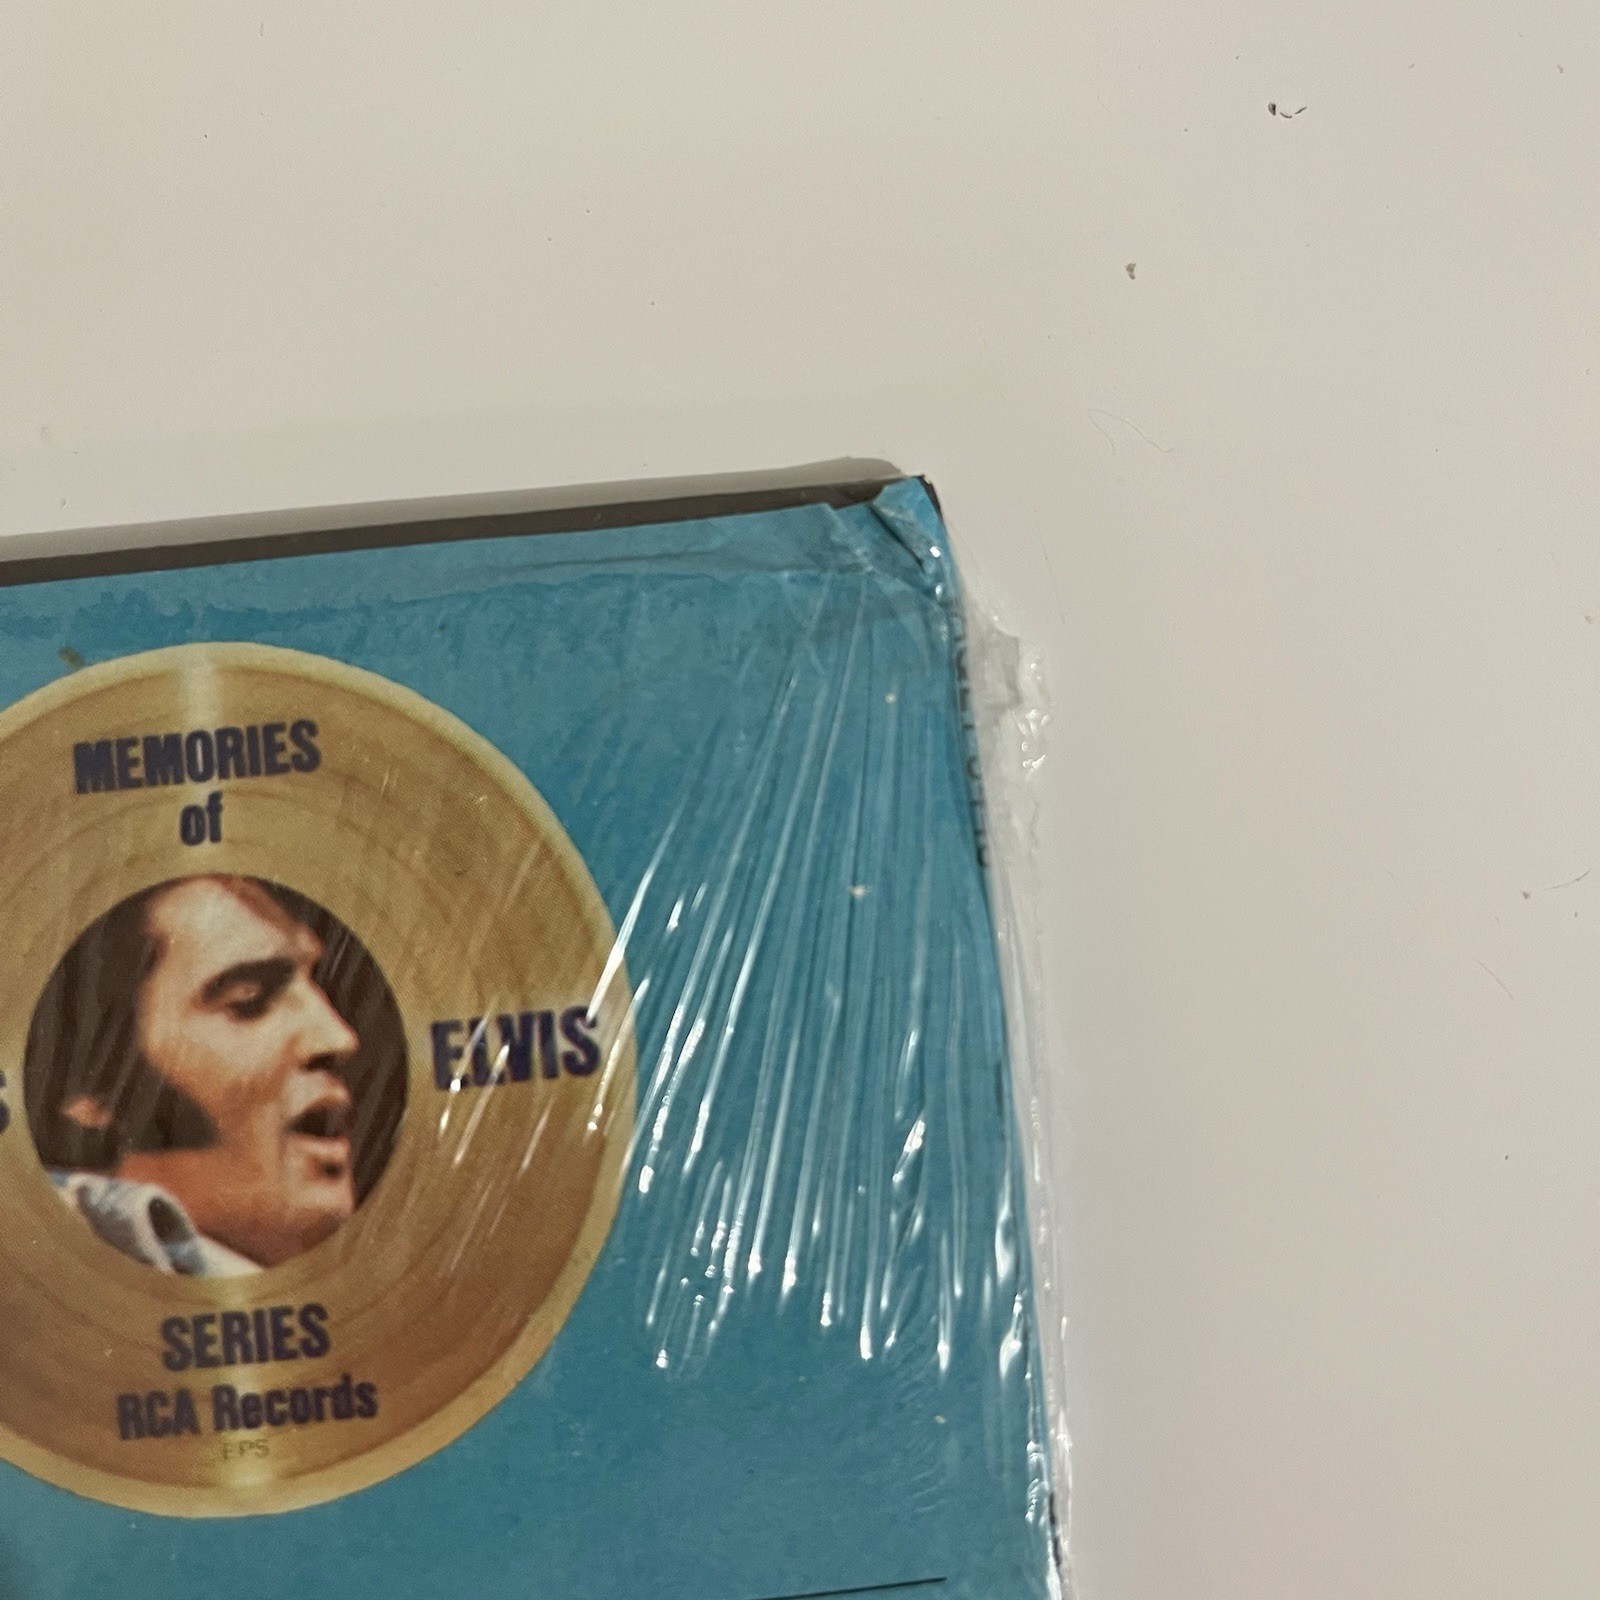 MEMORIES
of
ELVIS
SERIES
RCA Records
EPS